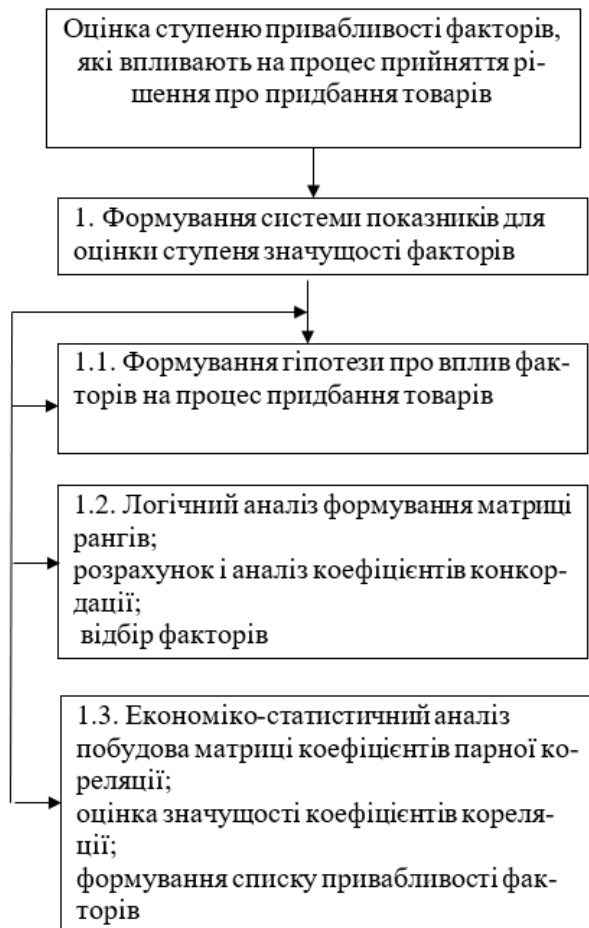 Оцінка ступеню привабливості факторів,
які впливають на процес прийняття рі-
шення про придбання товарів
1. Формування системи показників для
оцінки ступеня значущості факторів
1.1. Формування гіпотези про вплив фак-
торів на процес придбання товарів
1.2. Логічний аналіз формування матриці
рангів;
розрахунок і аналіз коефіцієнтів конкор-
дації;
відбір факторів
1.3. Економіко-статистичний аналіз
побудова матриці коефіцієнтів парної ко-
реляції;
оцінка значущості коефіцієнтів кореля-
ції;
формування списку привабливості фак-
торів